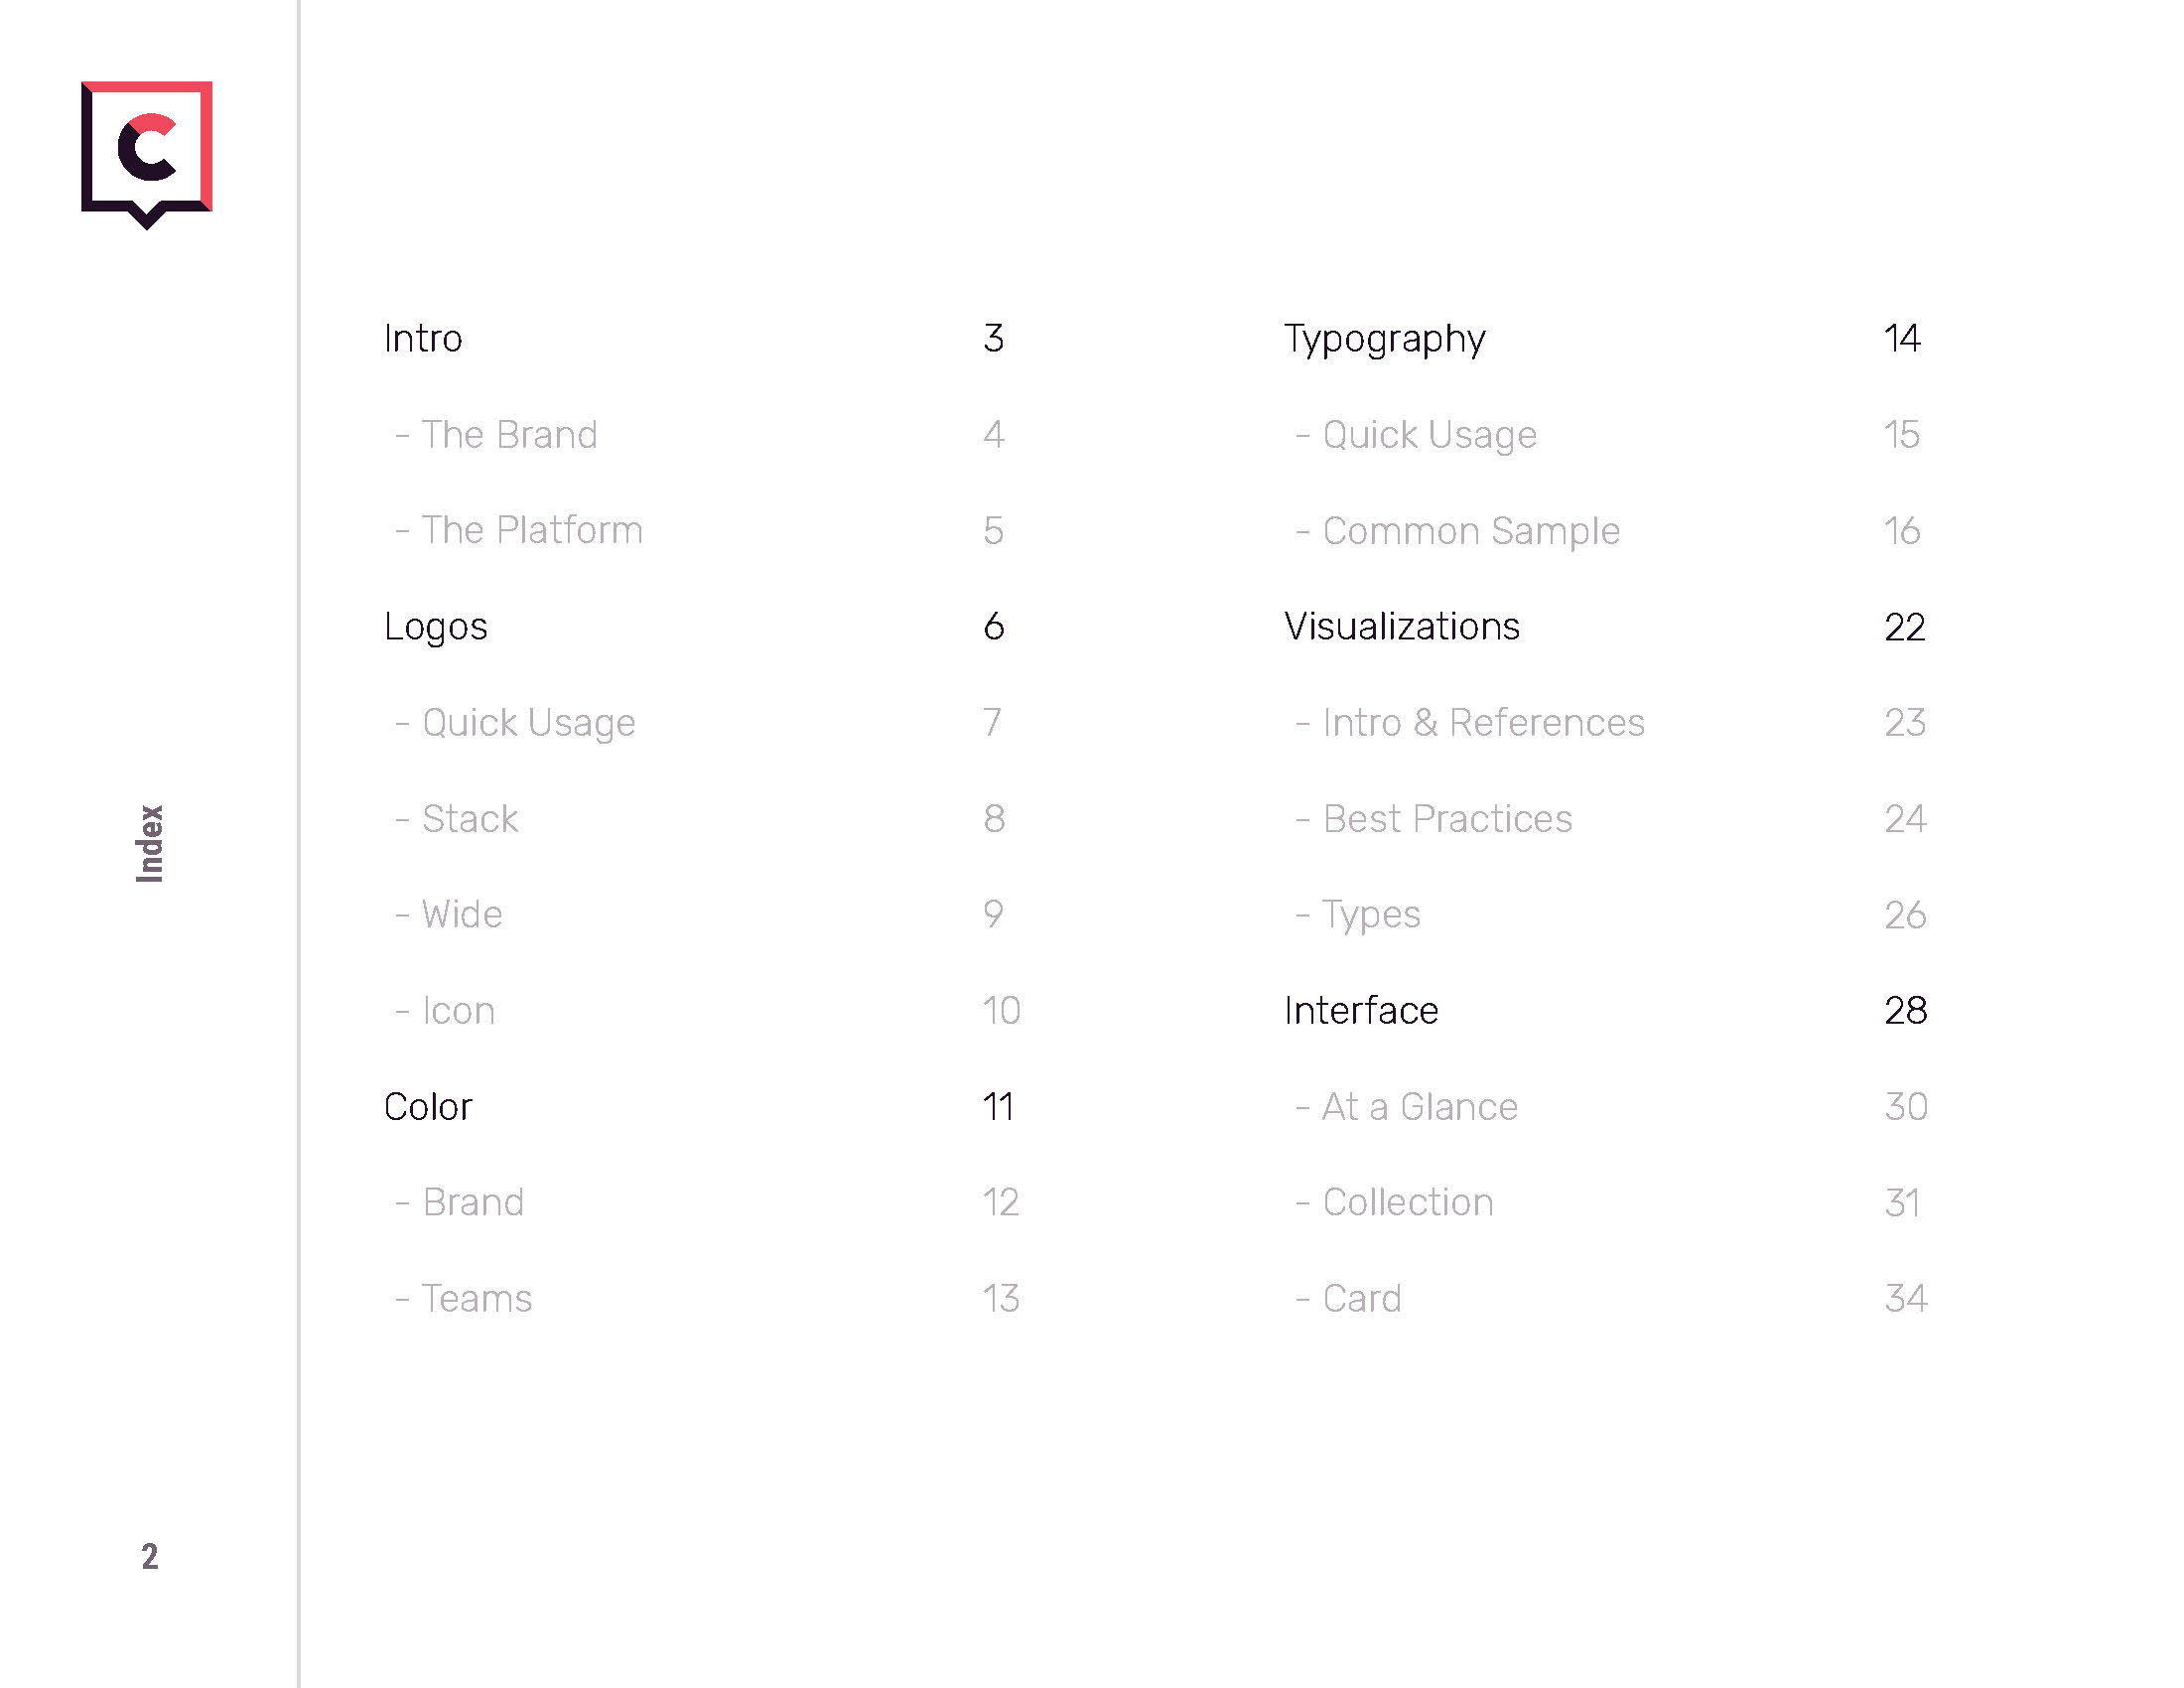 C
Index
2
Intro 3
- The Brand 4
- The Platform 5
Logos 6
- Quick Usage 7
- Stack 8
- Wide 9
- Icon 10
Color 11
- Brand 12
- Teams 13
Typography 14
- Quick Usage 15
- Common Sample 16
Visualizations 22
- Intro & References 23
- Best Practices 24
- Types 26
Interface 28
- At a Glance 30
- Collection 31
- Card 34